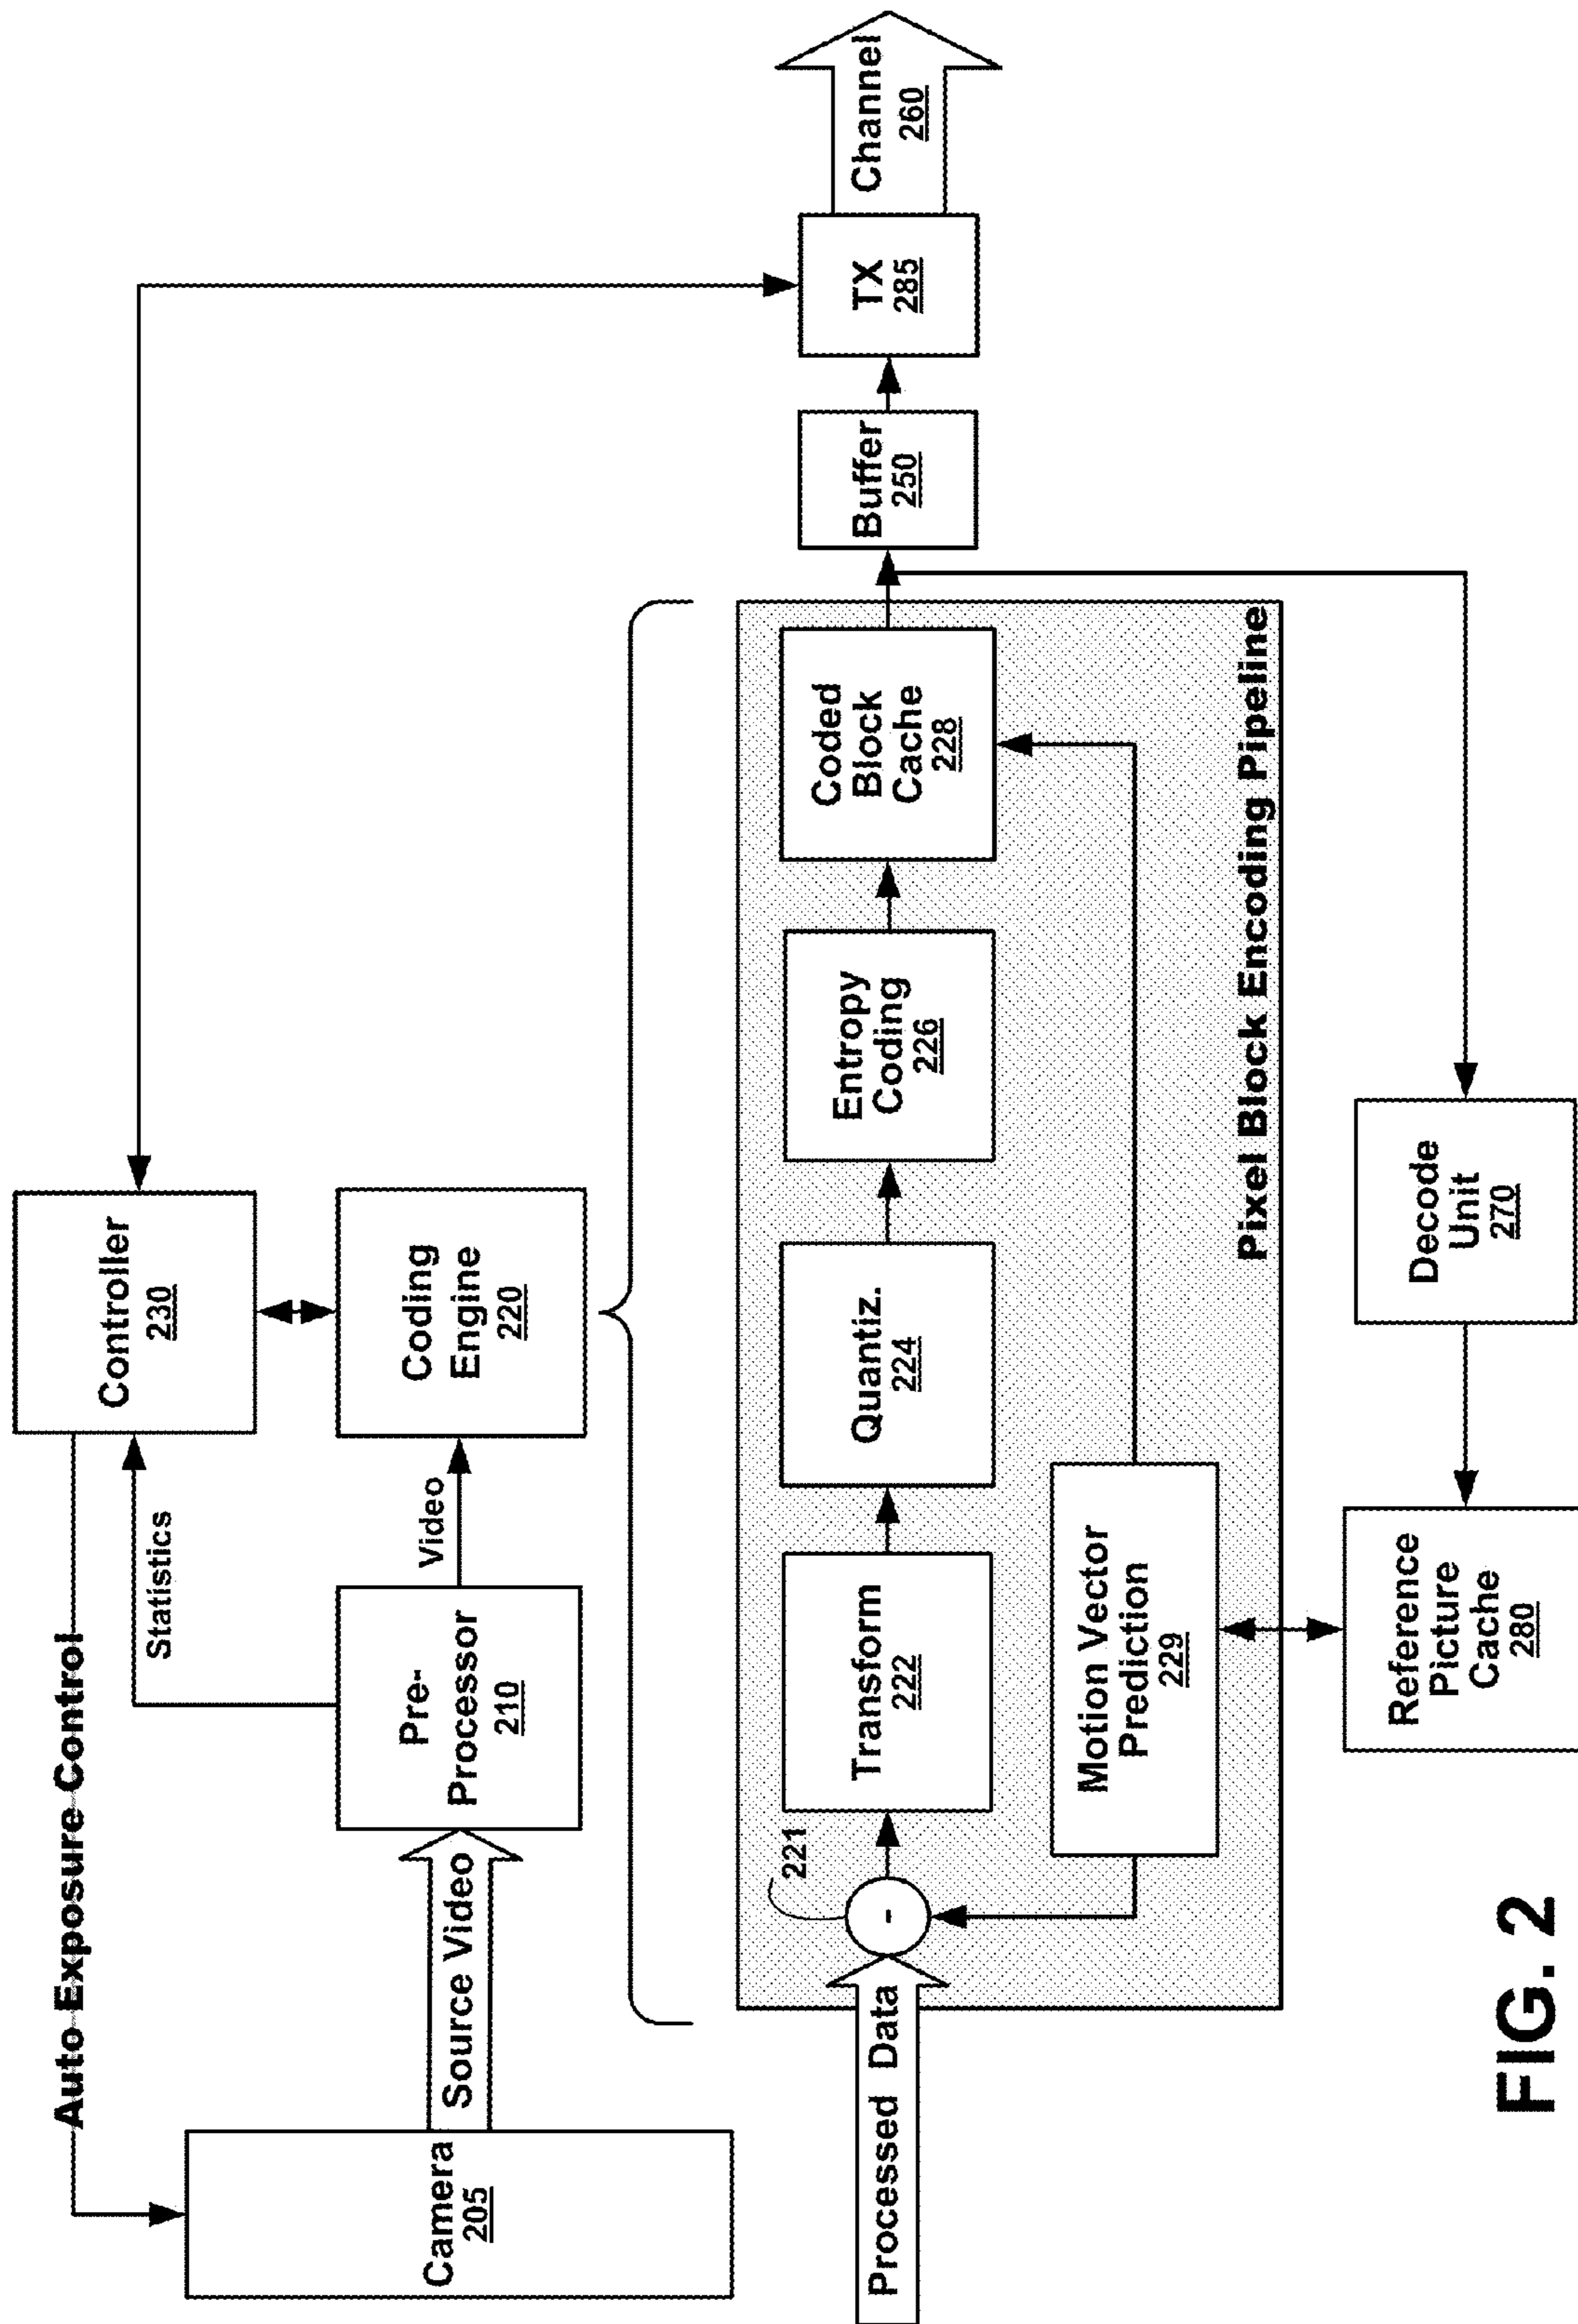 Auto Exposure Control
Controller
230
Statistics
Camera
205
Source Video
Pre-
Processor
210
Video
Coding
Engine
220
Processed Data
-
221
Transform
222
Quantiz.
224
Entropy
Coding
226
Coded
Block
Cache
228
Buffer
250
TX
285
Channel
260
Motion Vector
Prediction
229
Pixel Block Encoding Pipeline
Reference
Picture
Cache
280
Decode
Unit
270
FIG. 2